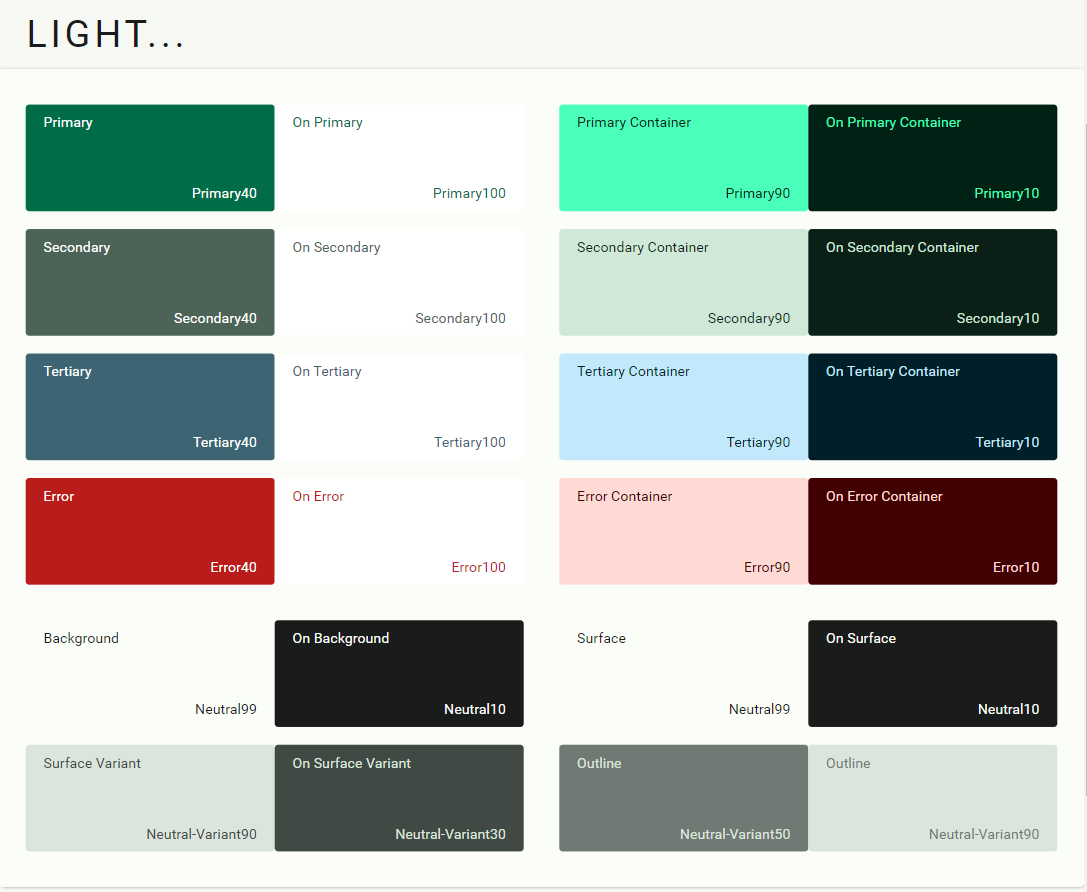 LIGHT...
Primary
On Primary
Primary Container
On Primary Container
Primary40
Primary100
Primary90
Primary10
Secondary
On Secondary
Secondary Container
On Secondary Container
Secondary40
Secondary100
Secondary90
Secondary10
Tertiary
On Tertiary
Tertiary Container
On Tertiary Container
Tertiary40
Tertiary100
Tertiary90
Tertiary10
Error
On Error
Error Container
On Error Container
Error40
Error100
Error90
Error10
Background
On Background
Surface
On Surface
Neutral99
Neutral10
Neutral99
Neutral10
Surface Variant
On Surface Variant
Outline
Outline
Neutral-Variant90
Neutral-Variant30
Neutral-Variant50
Neutral-Variant90